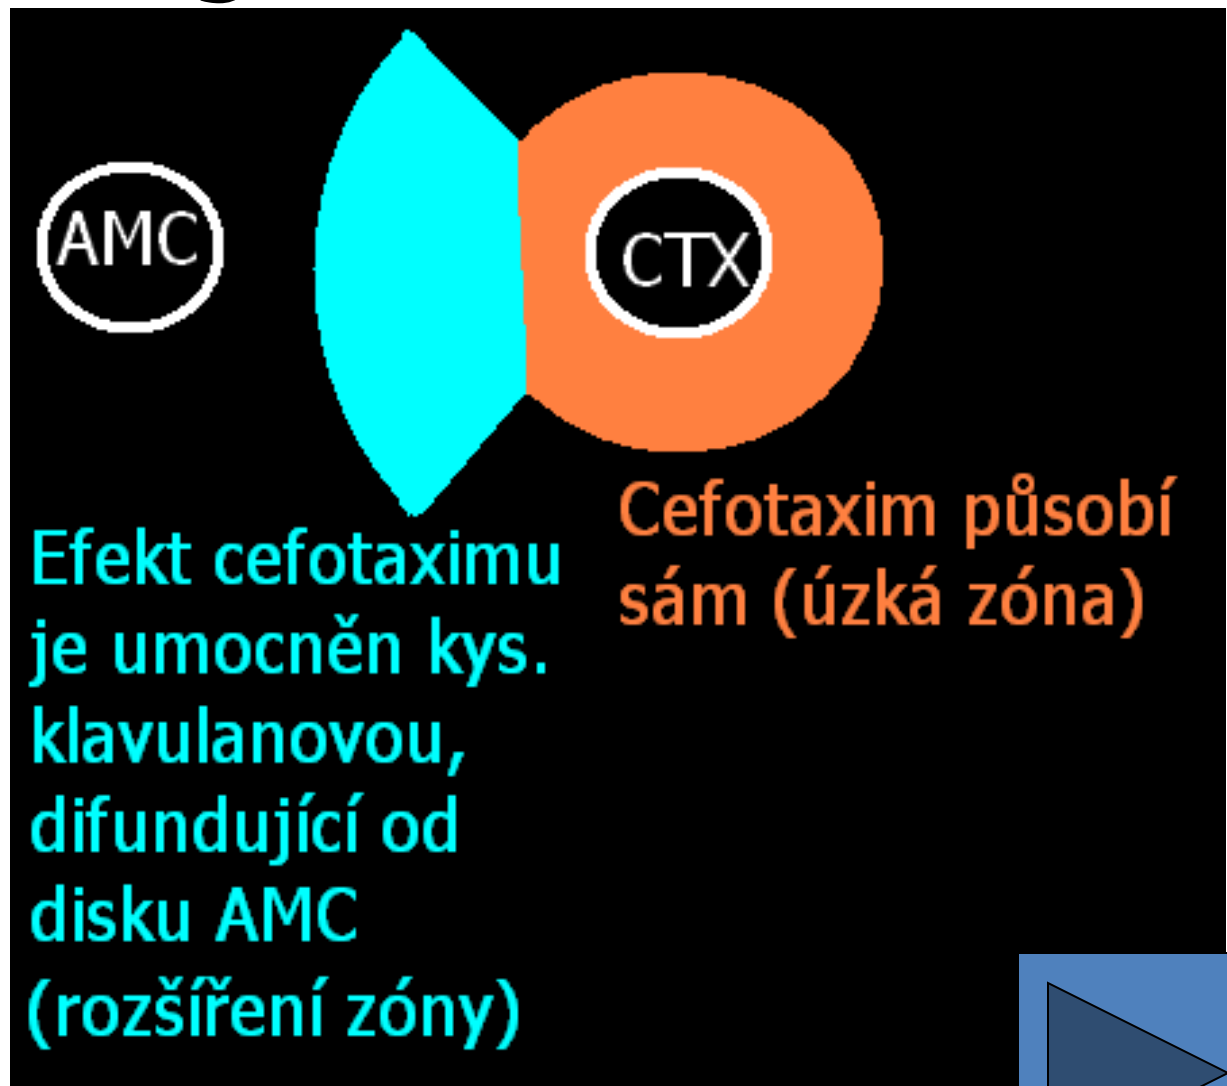 AMC
CTX
Cefotaxim působí
sám (úzká zóna)
Efekt cefotaximu
je umocněn kys.
klavulanovou,
difundující od
disku AMC
(rozšíření zóny)